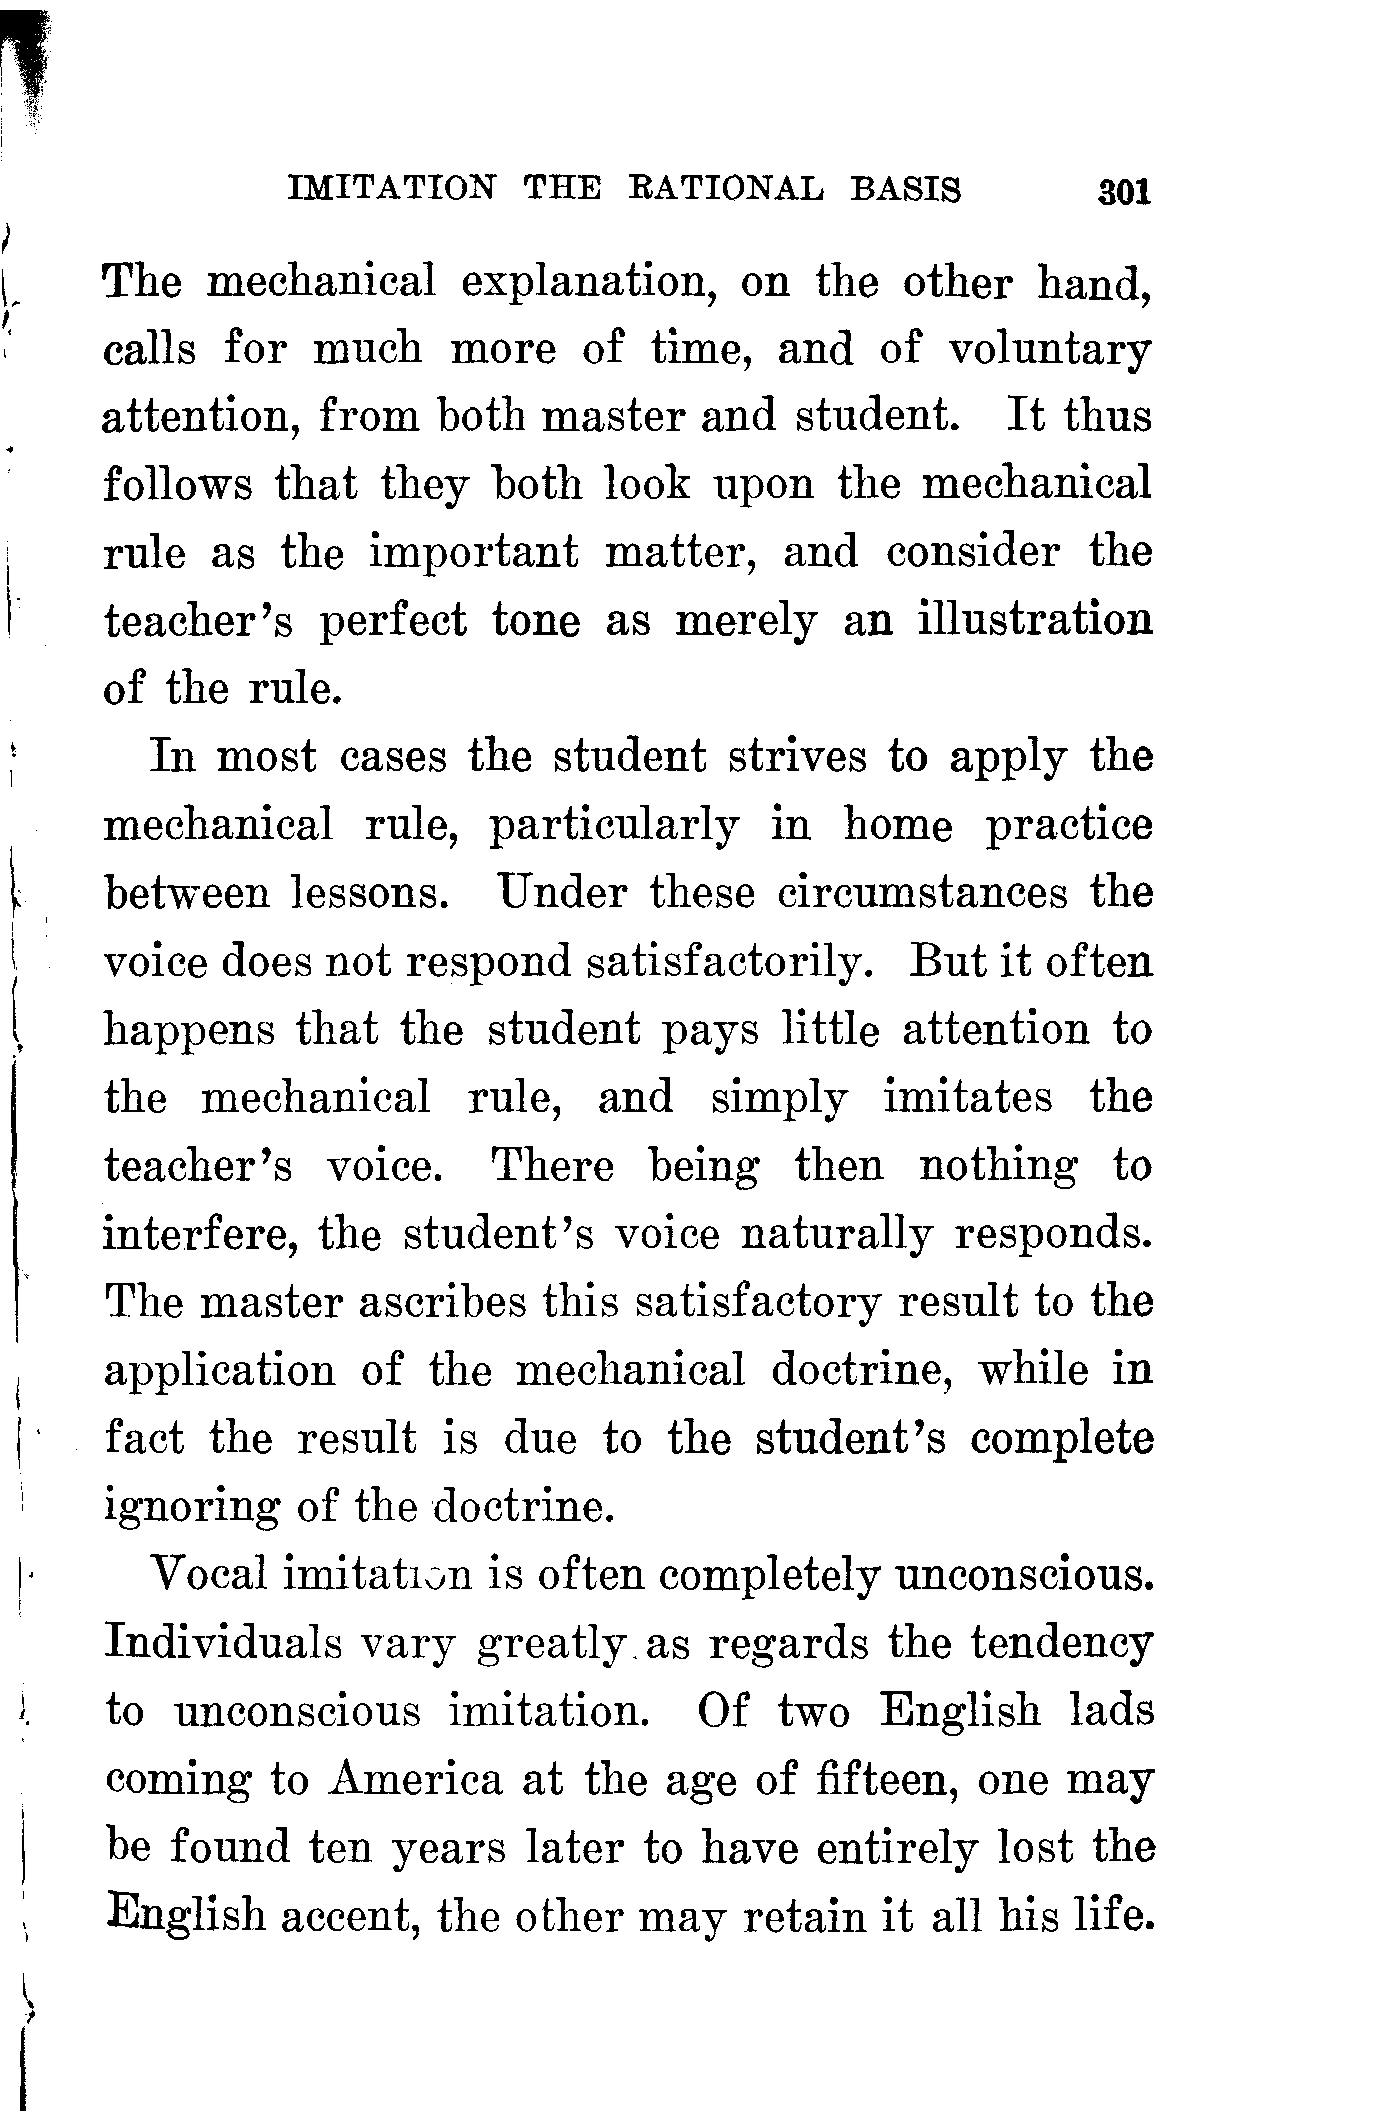 IMITATION THE RATIONAL BASIS 301
The mechanical explanation, on the other hand,
calls for much more of time, and of voluntary
attention, from both master and student. It thus
follows that they both look upon the mechanical
rule as the important matter, and consider the
teacher's perfect tone as merely an illustration
of the rule.
In most cases the student strives to apply the
mechanical rule, particularly in home practice
between lessons. Under these circumstances the
voice does not respond satisfactorily. But it often
happens that the student pays little attention to
the mechanical rule, and simply imitates the
teacher's voice. There being then nothing to
interfere, the student's voice naturally responds.
The master ascribes this satisfactory result to the
application of the mechanical doctrine, while in
fact the result is due to the student's complete
ignoring of the doctrine.
Vocal imitation is often completely unconscious.
Individuals vary greatly as regards the tendency
to unconscious imitation. Of two English lads
coming to America at the age of fifteen, one may
be found ten years later to have entirely lost the
English accent, the other may retain it all his life.